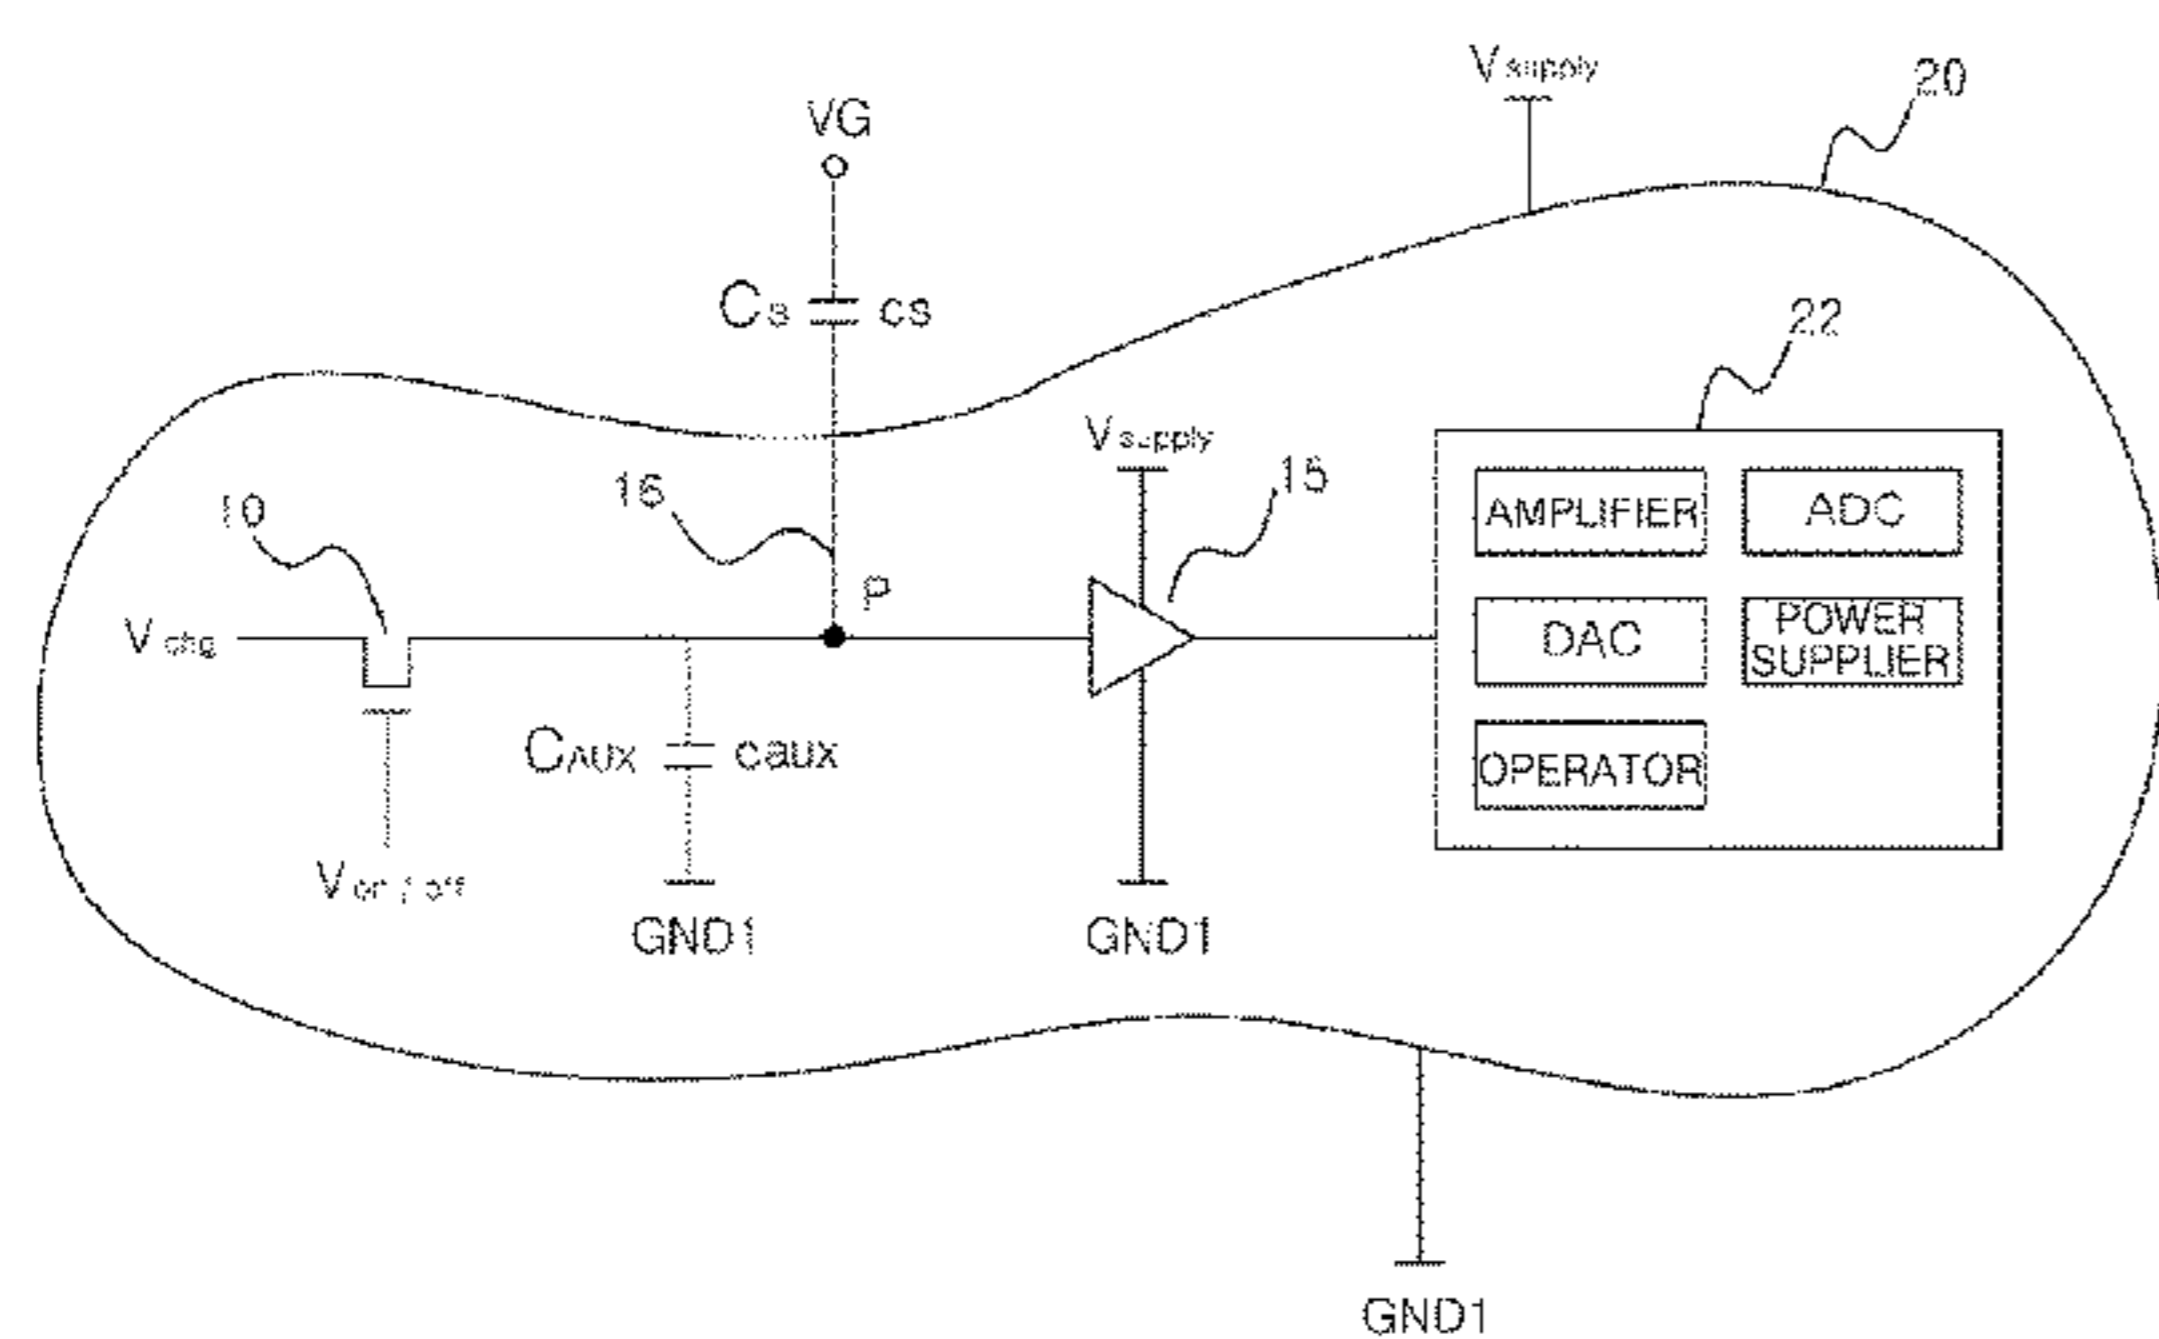 Vsupply
20
VG
Cs cs
22
Vsupply
16
15
10
P
AMPLIFIER ADC
Vchg
DAC
POWER
SUPPLIER
CAUX caux
OPERATOR
Von / off
GND1
GND1
GND1